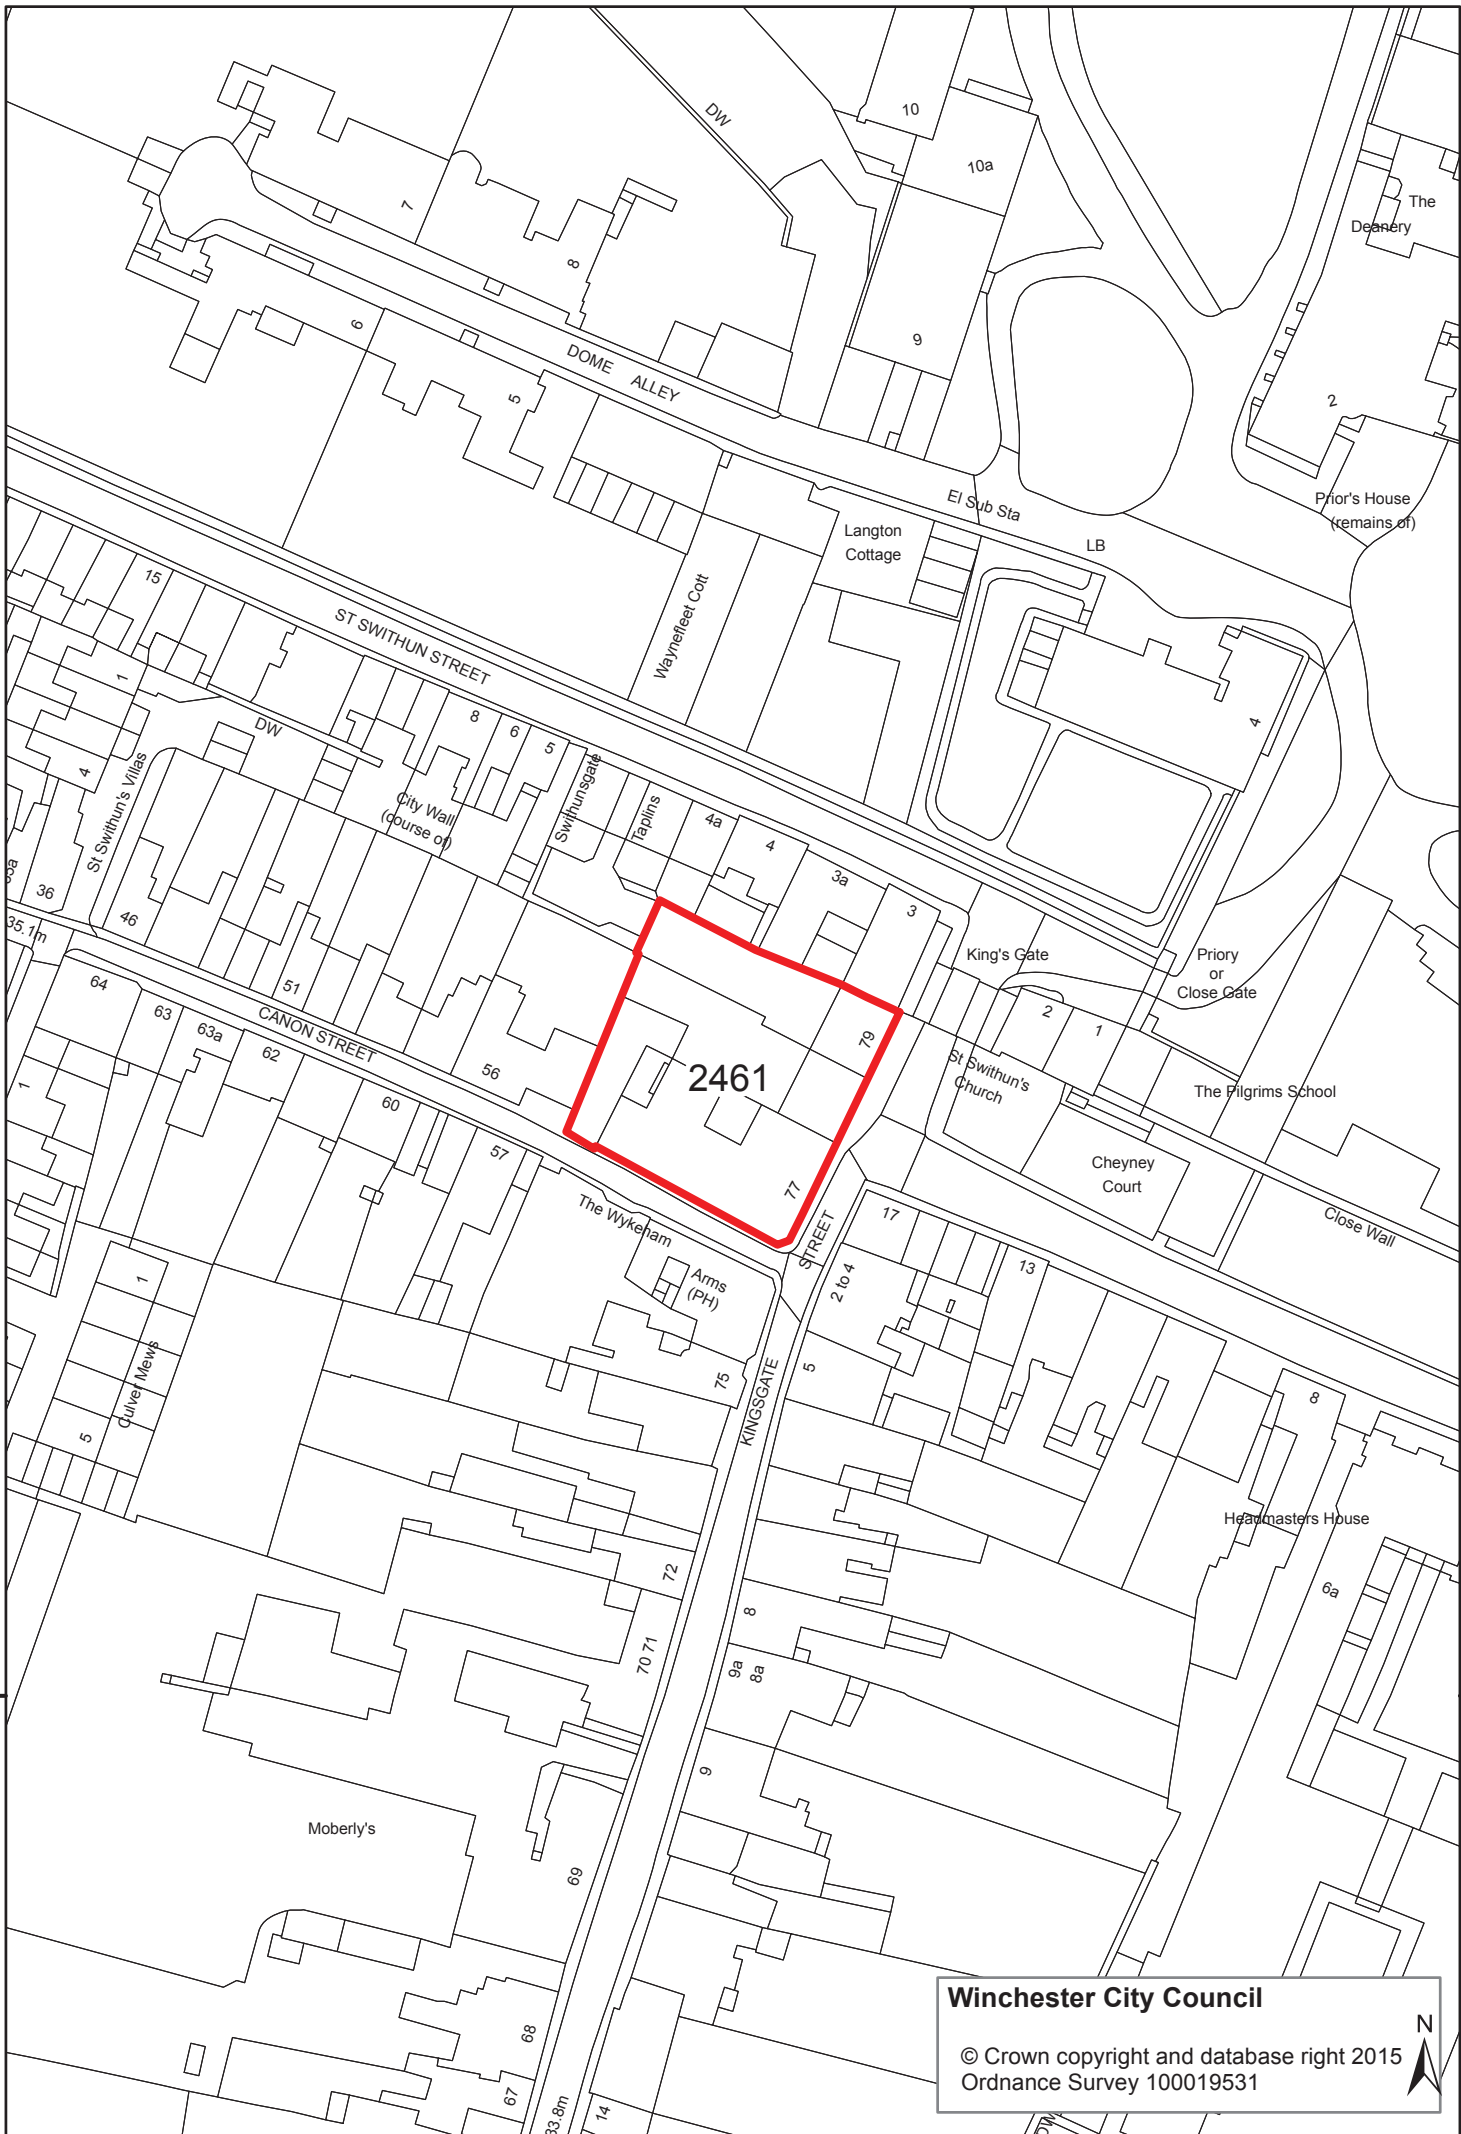 DW
10
10a
The
Deanery
7
8
6
5
9
2
DOME ALLEY
El Sub Sta
LB
Prior's House
(remains of)
Langton
Cottage
15
ST SWITHUN STREET
Waynefleet Cott
4
1
DW
8
6
5
Swithunsgate
Taplins
4a
4
3a
3
City Wall
(course of)
St Swithun's Villas
4
36
46
35.1m
51
King's Gate
Priory
or
Close Gate
64
63
63a
62
CANON STREET
56
60
57
1
2461
79
77
2
1
St Swithun's
Church
The Pilgrims School
Cheyney
Court
Close Wall
The Wykeham
Arms
(PH)
STREET
17
13
2 to 4
1
Culver Mews
5
75
KINGSGATE
5
8
Headmasters House
6a
72
70 71
8
9a
8a
9
Moberly's
69
68
67
33.8m
14
DW
Winchester City Council
© Crown copyright and database right 2015
Ordnance Survey 100019531
N